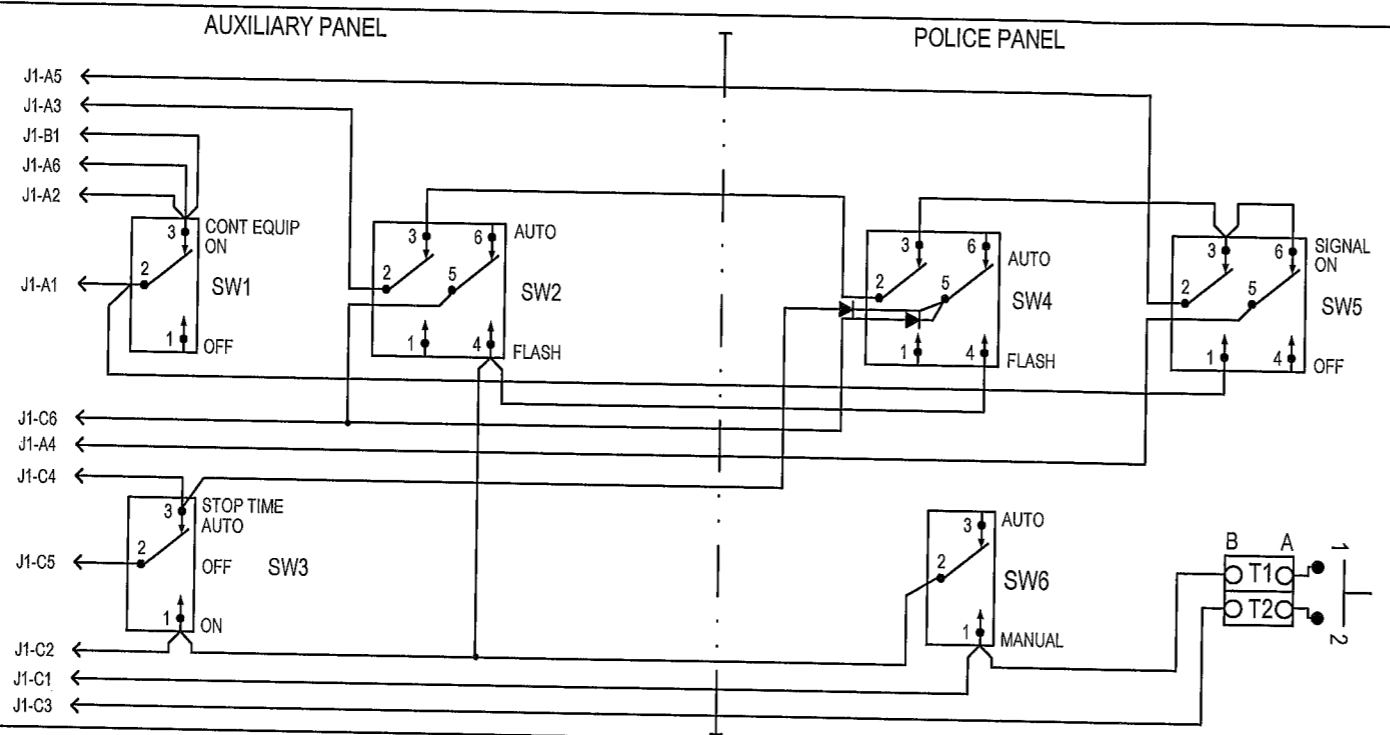 AUXILIARY PANEL
POLICE PANEL
J1-A5
J1-A3
J1-B1
J1-A6
J1-A2
J1-A1
3 CONT EQUIP
ON
2
SW1
1 OFF
3 6 AUTO
2 5
SW2
1 4 FLASH
3 6 AUTO
2 5
SW4
1 4 FLASH
3 6 SIGNAL
ON
2 5
SW5
1 4 OFF
J1-C6
J1-A4
J1-C4
J1-C5
3 STOP TIME
AUTO
2 OFF SW3
1 ON
3 AUTO
2
SW6
1 MANUAL
B A
T1
T2
1
2
J1-C2
J1-C1
J1-C3